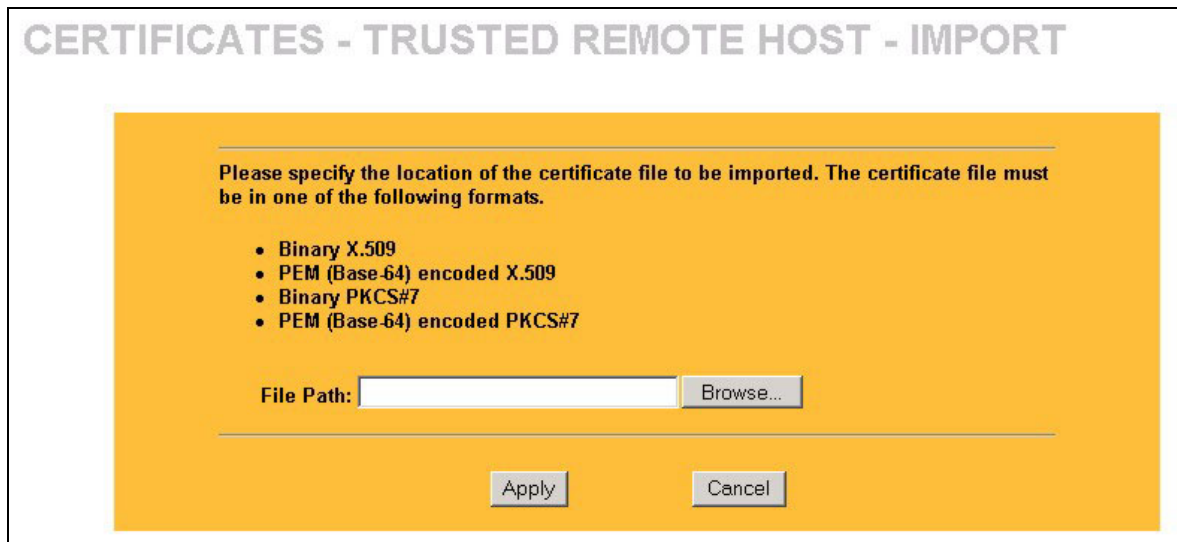 CERTIFICATES - TRUSTED REMOTE HOST - IMPORT
Please specify the location of the certificate file to be imported. The certificate file must
be in one of the following formats.
• Binary X.509
• PEM (Base-64) encoded X.509
• Binary PKCS#7
• PEM (Base-64) encoded PKCS#7
File Path: Browse...
Apply Cancel